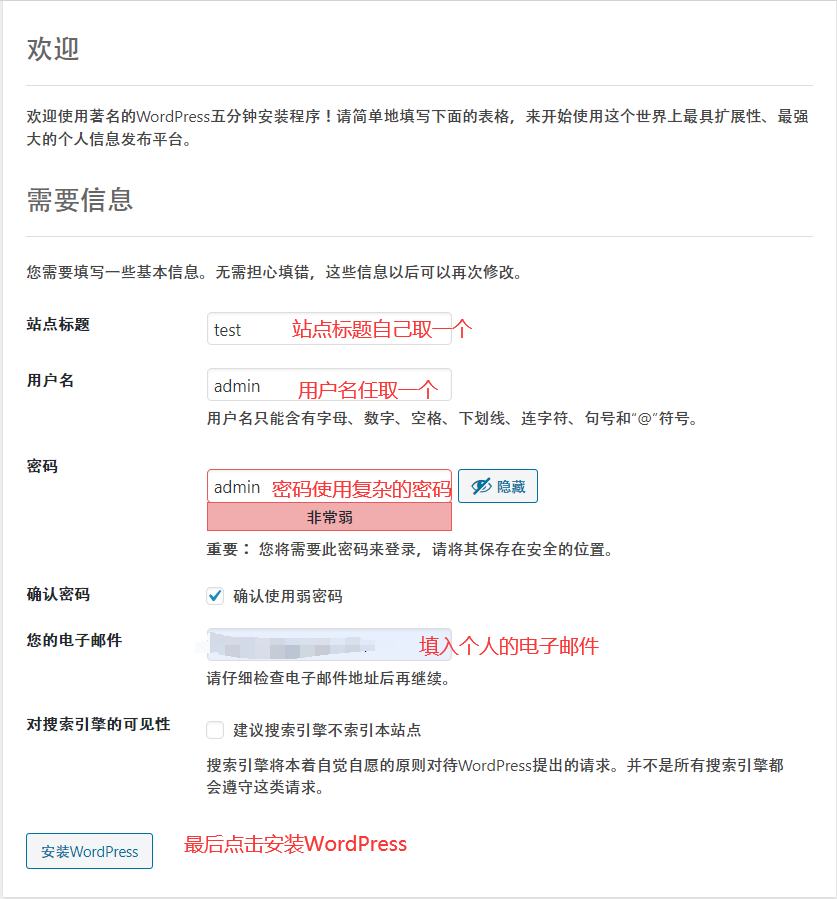 欢迎
欢迎使用著名的WordPress五分钟安装程序！请简单地填写下面的表格，来开始使用这个世界上最具扩展性、最强
大的个人信息发布平台。
需要信息
您需要填写一些基本信息。无需担心填错，这些信息以后可以再次修改。
站点标题
test
站点标题自己取一个
用户名
admin
用户名任取一个
用户名只能含有字母、数字、空格、下划线、连字符、句号和“@”符号。
密码
admin
密码使用复杂的密码
隐藏
非常弱
重要： 您将需要此密码来登录，请将其保存在安全的位置。
确认密码
确认使用弱密码
您的电子邮件
填入个人的电子邮件
请仔细检查电子邮件地址后再继续。
对搜索引擎的可见性
建议搜索引擎不索引本站点
搜索引擎将本着自觉自愿的原则对待WordPress提出的请求。并不是所有搜索引擎都
会遵守这类请求。
安装WordPress
最后点击安装WordPress